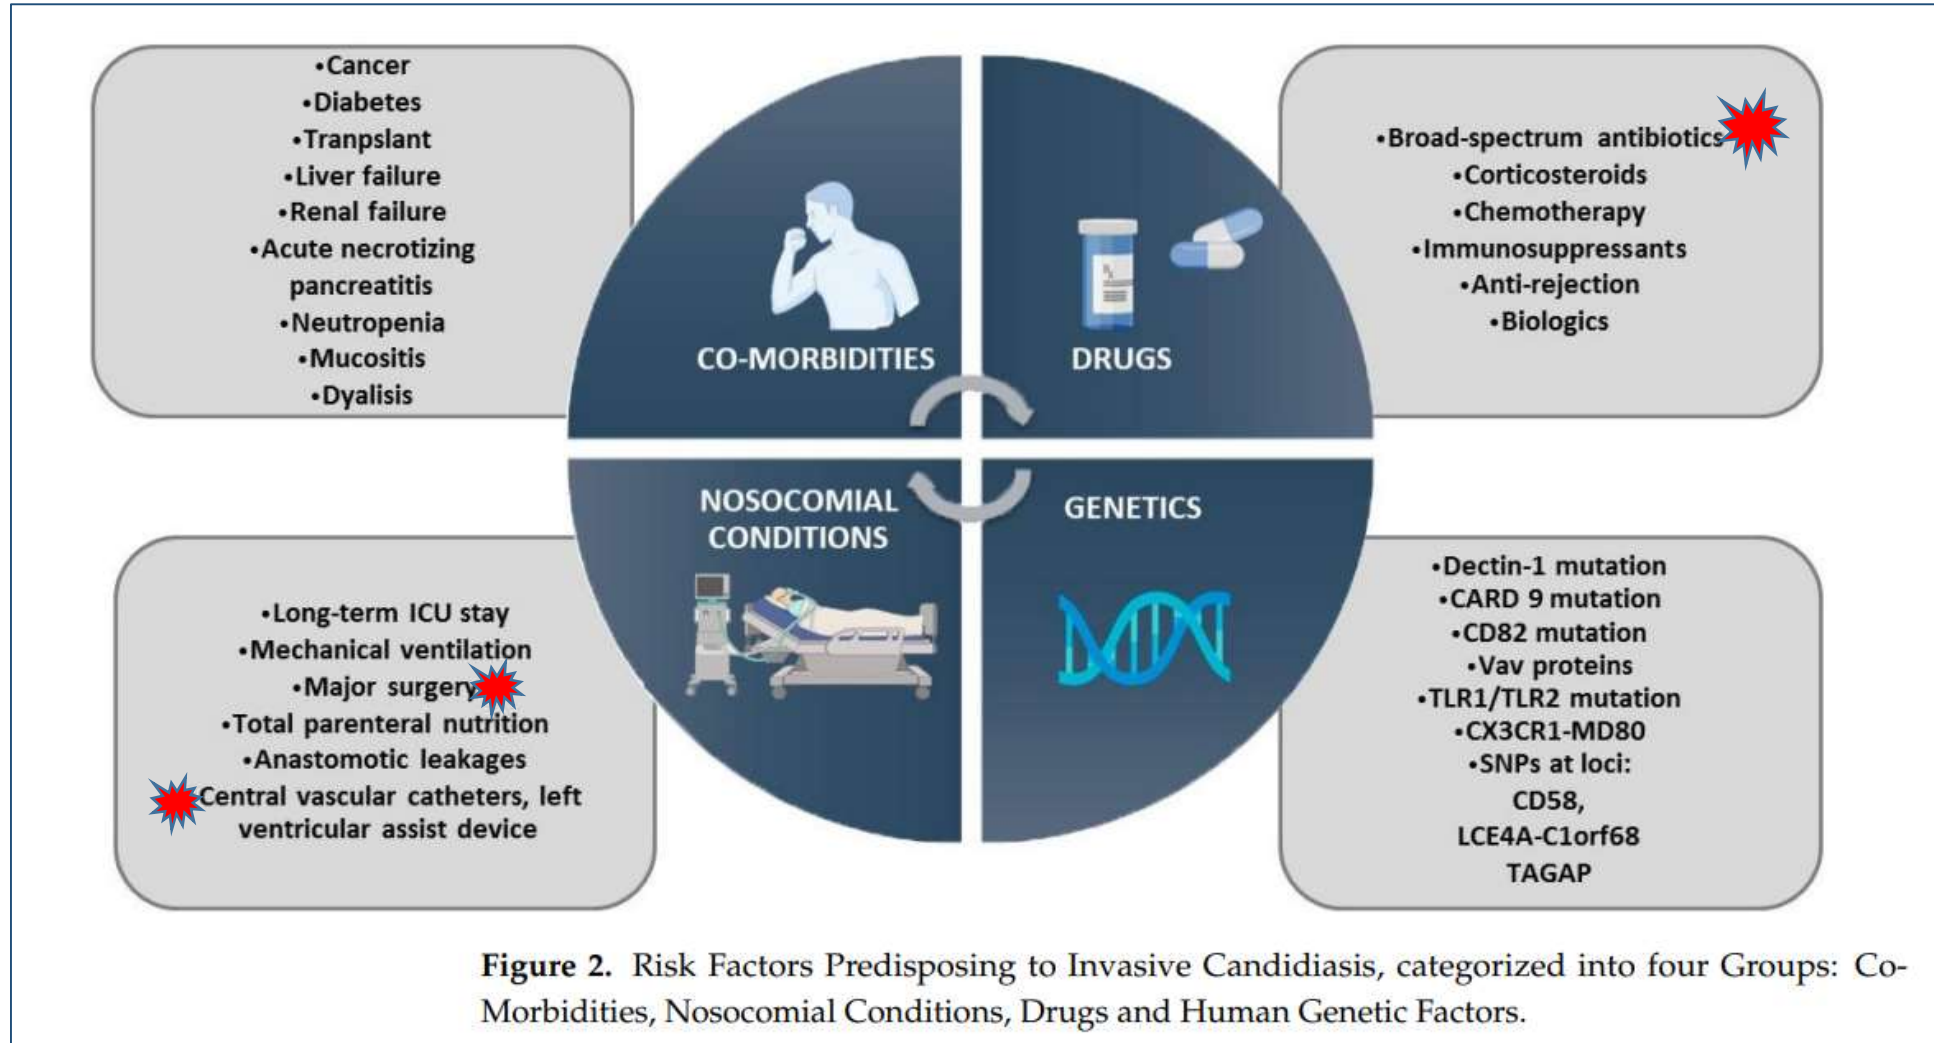 •Cancer
•Diabetes
•Tranpslant
•Liver failure
•Renal failure
•Acute necrotizing
pancreatitis
•Neutropenia
•Mucositis
•Dyalisis
CO-MORBIDITIES
DRUGS
•Broad-spectrum antibiotics
•Corticosteroids
•Chemotherapy
•Immunosuppressants
•Anti-rejection
•Biologics
NOSOCOMIAL
CONDITIONS
•Long-term ICU stay
•Mechanical ventilation
•Major surgery
•Total parenteral nutrition
•Anastomotic leakages
Central vascular catheters, left
ventricular assist device
GENETICS
•Dectin-1 mutation
•CARD 9 mutation
•CD82 mutation
•Vav proteins
•TLR1/TLR2 mutation
•CX3CR1-MD80
•SNPs at loci:
CD58,
LCE4A-C1orf68
TAGAP
Figure 2. Risk Factors Predisposing to Invasive Candidiasis, categorized into four Groups: Co-
Morbidities, Nosocomial Conditions, Drugs and Human Genetic Factors.